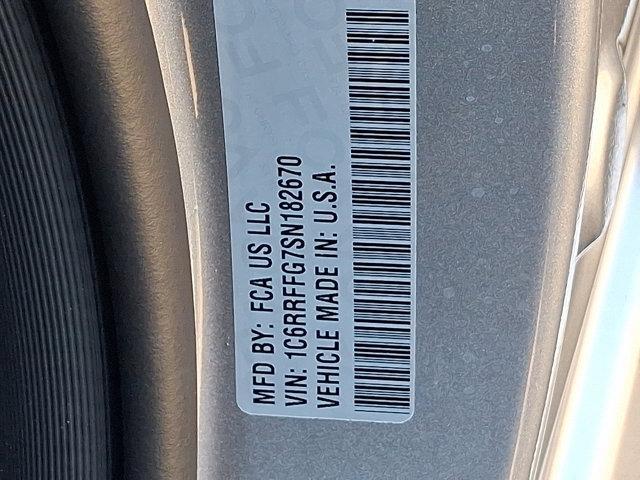 MFD BY: FCA US LLC
VIN: 1C6RRFFG7SN182670
VEHICLE MADE IN: U.S.A.